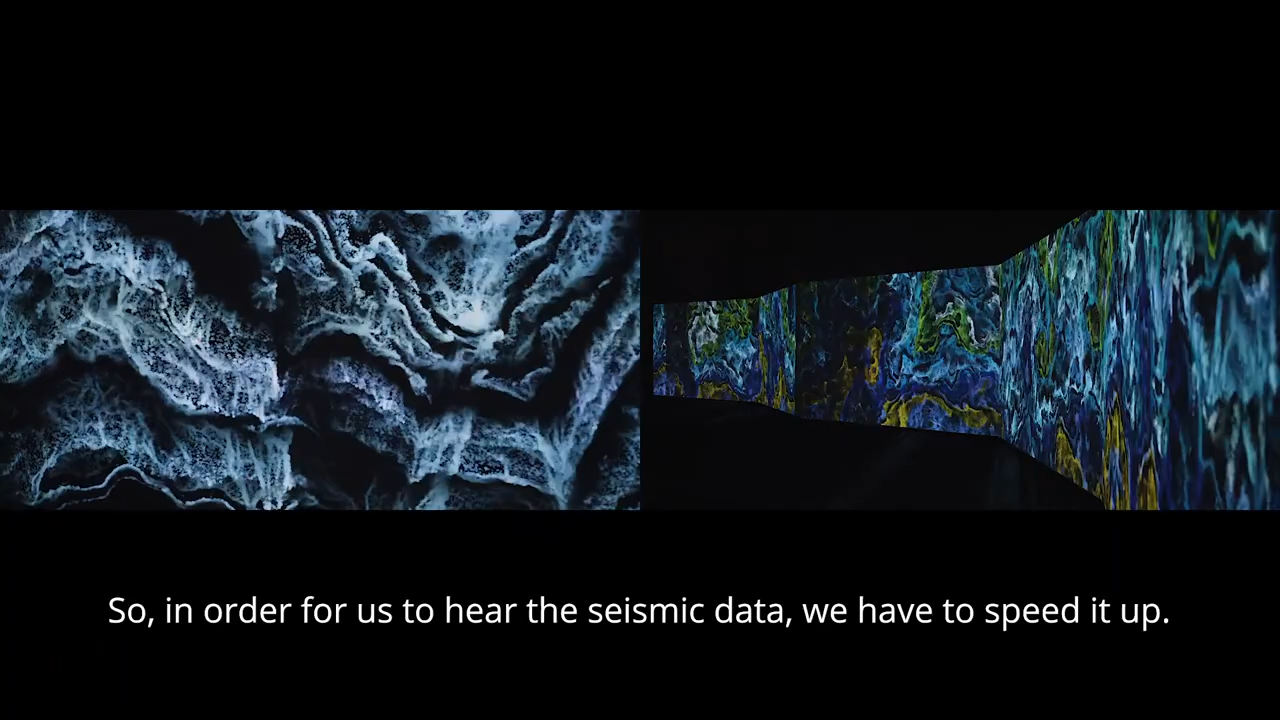 So, in order for us to hear the seismic data, we have to speed it up.